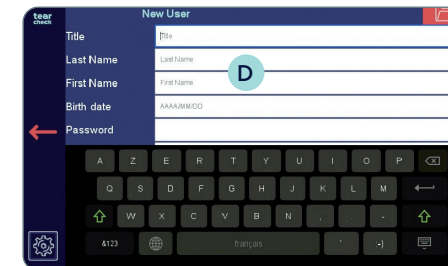 tear
check
New User
Title
Title
Last Name
Last Name
D
First Name
First Name
Birth date
AAAA/MM/DD
Password
A Z E R T Y U I O P
Q S D F G H J K L M
W X C V B N , . -
&123 français ' :-)